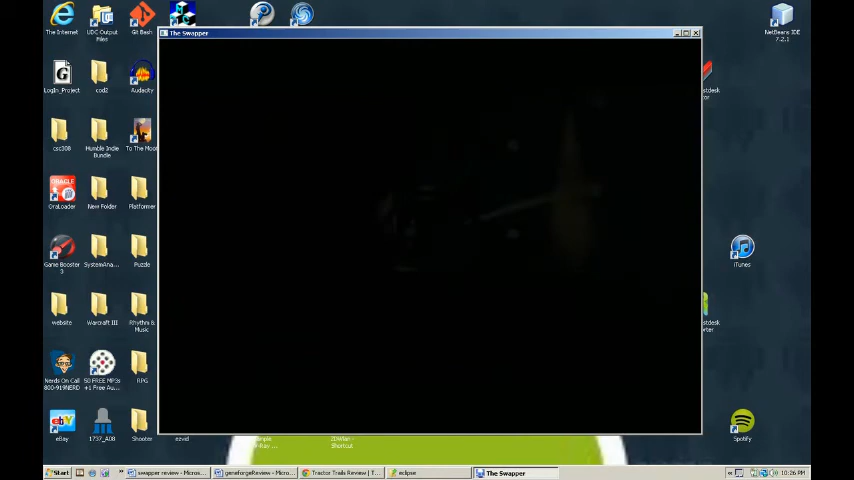 The Internet
UDC Output Files
Git Bash
NetBeans IDE 7.2.1
The Swapper
LogIn_Project
cod2
Audacity
csc308
Humble Indie Bundle
To The Moon
OraLoader
New Folder
Platformer
Game Booster 3
SystemAna...
Puzzle
iTunes
website
Warcraft III
Rhythm & Music
Nerds On Call 800-919NERD
50 FREE MP3s +1 Free Au...
RPG
eBay
1737_A08
Shooter
ezvid
Shortcut
Spotify
Start
swapper review - Micros...
geneforgeReview - Micro...
Tractor Trails Review | T...
eclipse
The Swapper
10:26 PM